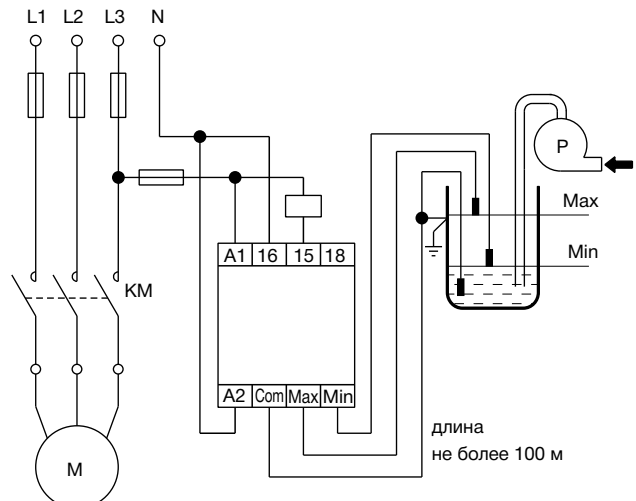 L1 L2 L3 N
P
Max
Min
A1 16 15 18
KM
A2 Com Max Min
длина
не более 100 м
M